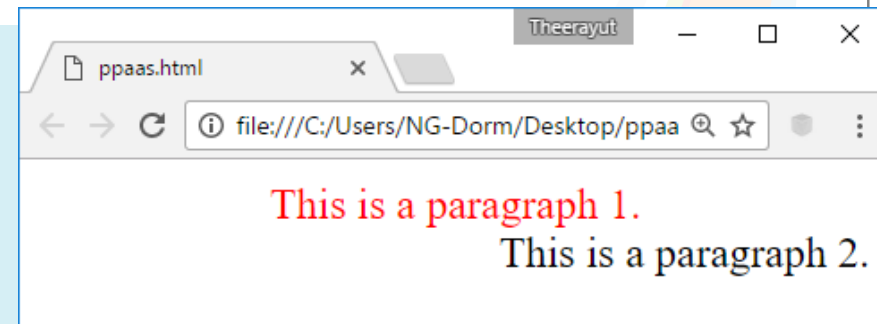 Theerayut
ppaas.html
file:///C:/Users/NG-Dorm/Desktop/ppaa
This is a paragraph 1.
This is a paragraph 2.